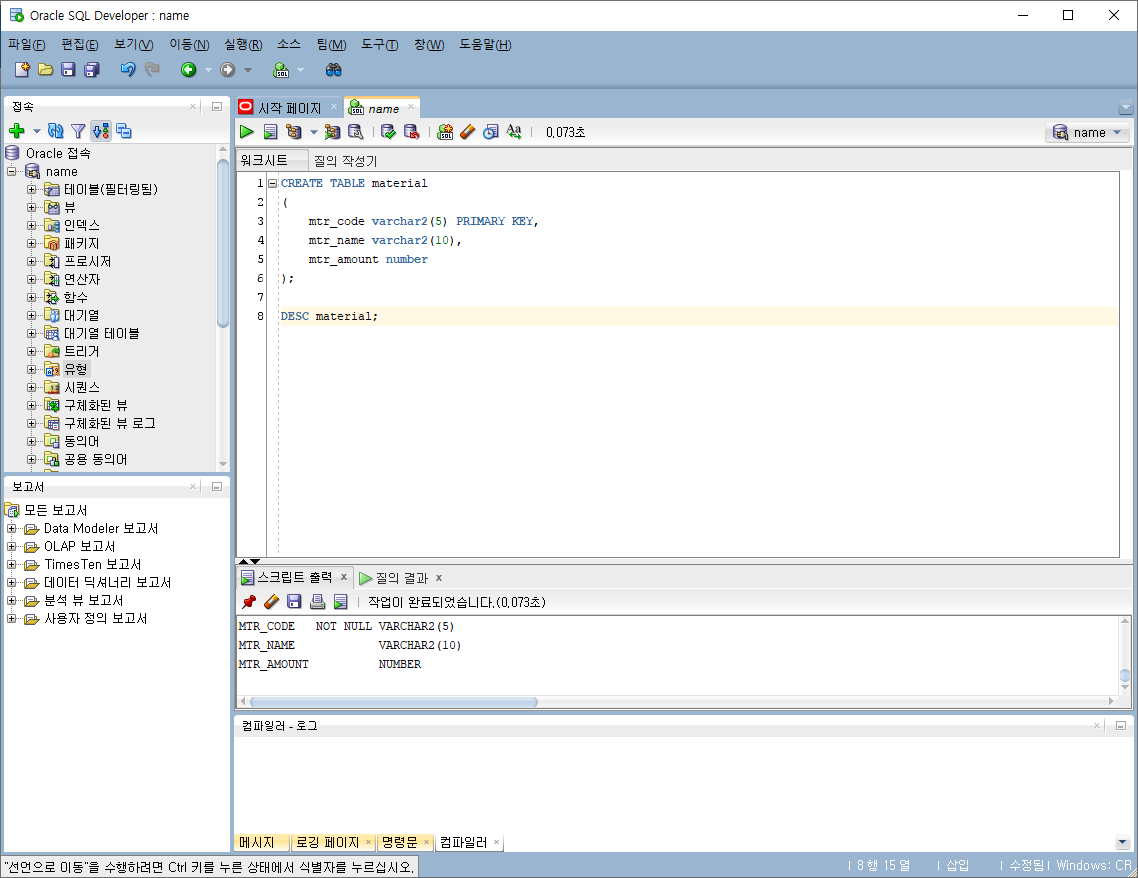 Oracle SQL Developer : name
파일(F) 편집(E) 보기(V) 이동(N) 실행(R) 소스 팀(M) 도구(T) 창(W) 도움말(H)
접속
Oracle 접속
name
테이블(필터링됨)
뷰
인덱스
패키지
프로시저
연산자
함수
대기열
대기열 테이블
트리거
유형
시퀀스
구체화된 뷰
구체화된 뷰 로그
동의어
공용 동의어
보고서
모든 보고서
Data Modeler 보고서
OLAP 보고서
TimesTen 보고서
데이터 딕셔너리 보고서
분석 뷰 보고서
사용자 정의 보고서
시작 페이지 name
0,073초 name
워크시트 질의 작성기
1 CREATE TABLE material
2 (
3 mtr_code varchar2(5) PRIMARY KEY,
4 mtr_name varchar2(10),
5 mtr_amount number
6 );
7
8 DESC material;
스크립트 출력 질의 결과
작업이 완료되었습니다.(0,073초)
MTR_CODE NOT NULL VARCHAR2(5)
MTR_NAME VARCHAR2(10)
MTR_AMOUNT NUMBER
컴파일러 - 로그
메시지 로깅 페이지 명령문 컴파일러
"선언으로 이동"을 수행하려면 Ctrl 키를 누른 상태에서 식별자를 누르십시오.
8 행 15 열 삽입 수정됨 Windows: CR